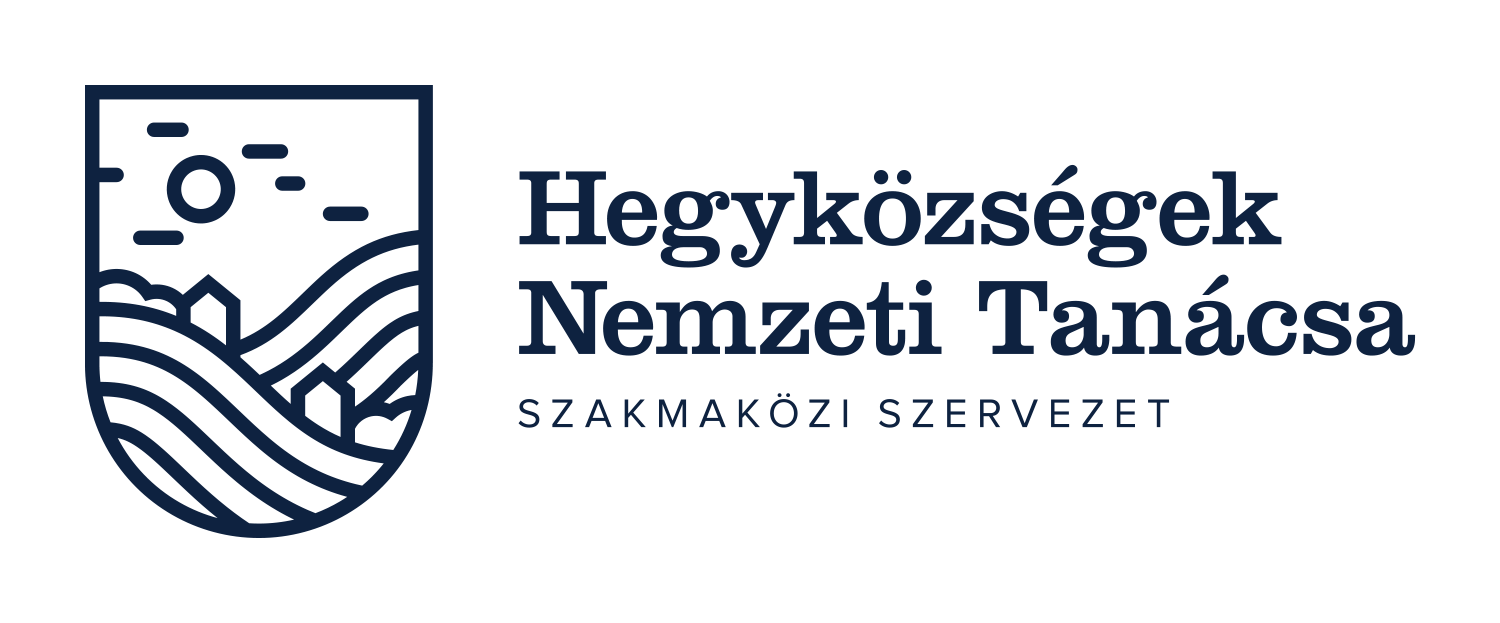 Hegyközségek
Nemzeti Tanácsa
SZAKMAKÖZI SZERVEZET